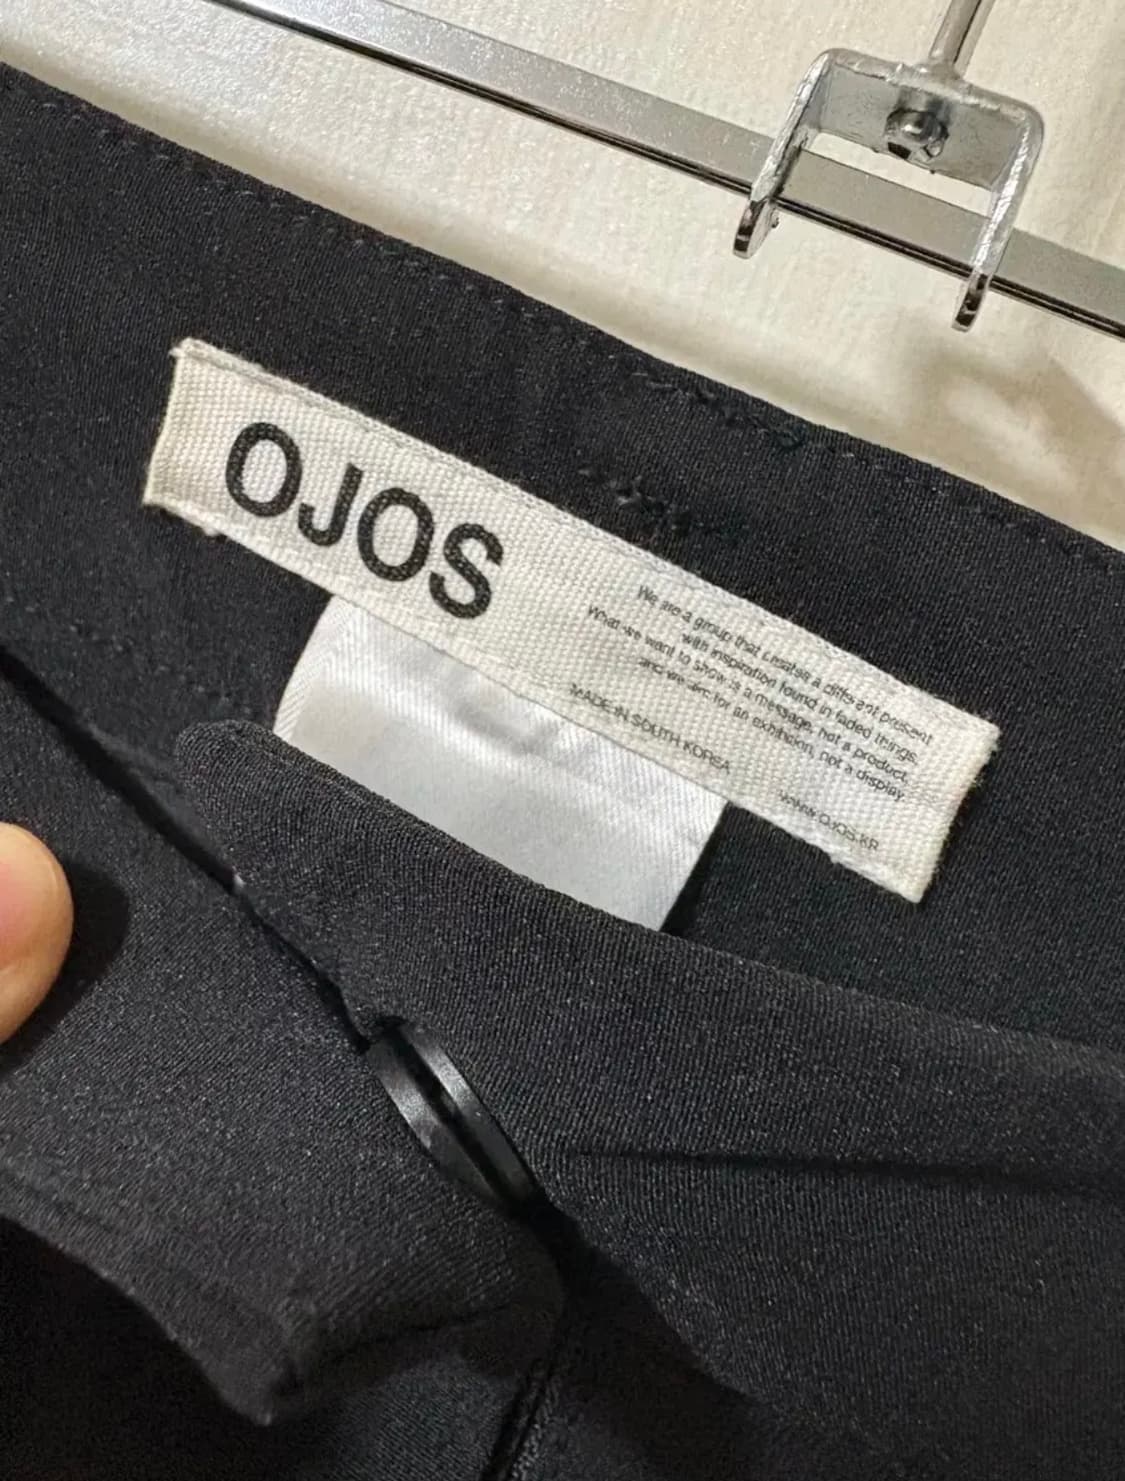 OJOS
We are a group that creates a different present
with inspiration found in faded things.
What we want to show is a message, not a product,
and we are for an exhibition, not a display
MADE IN SOUTH KOREA
WWW.OJOS.KR